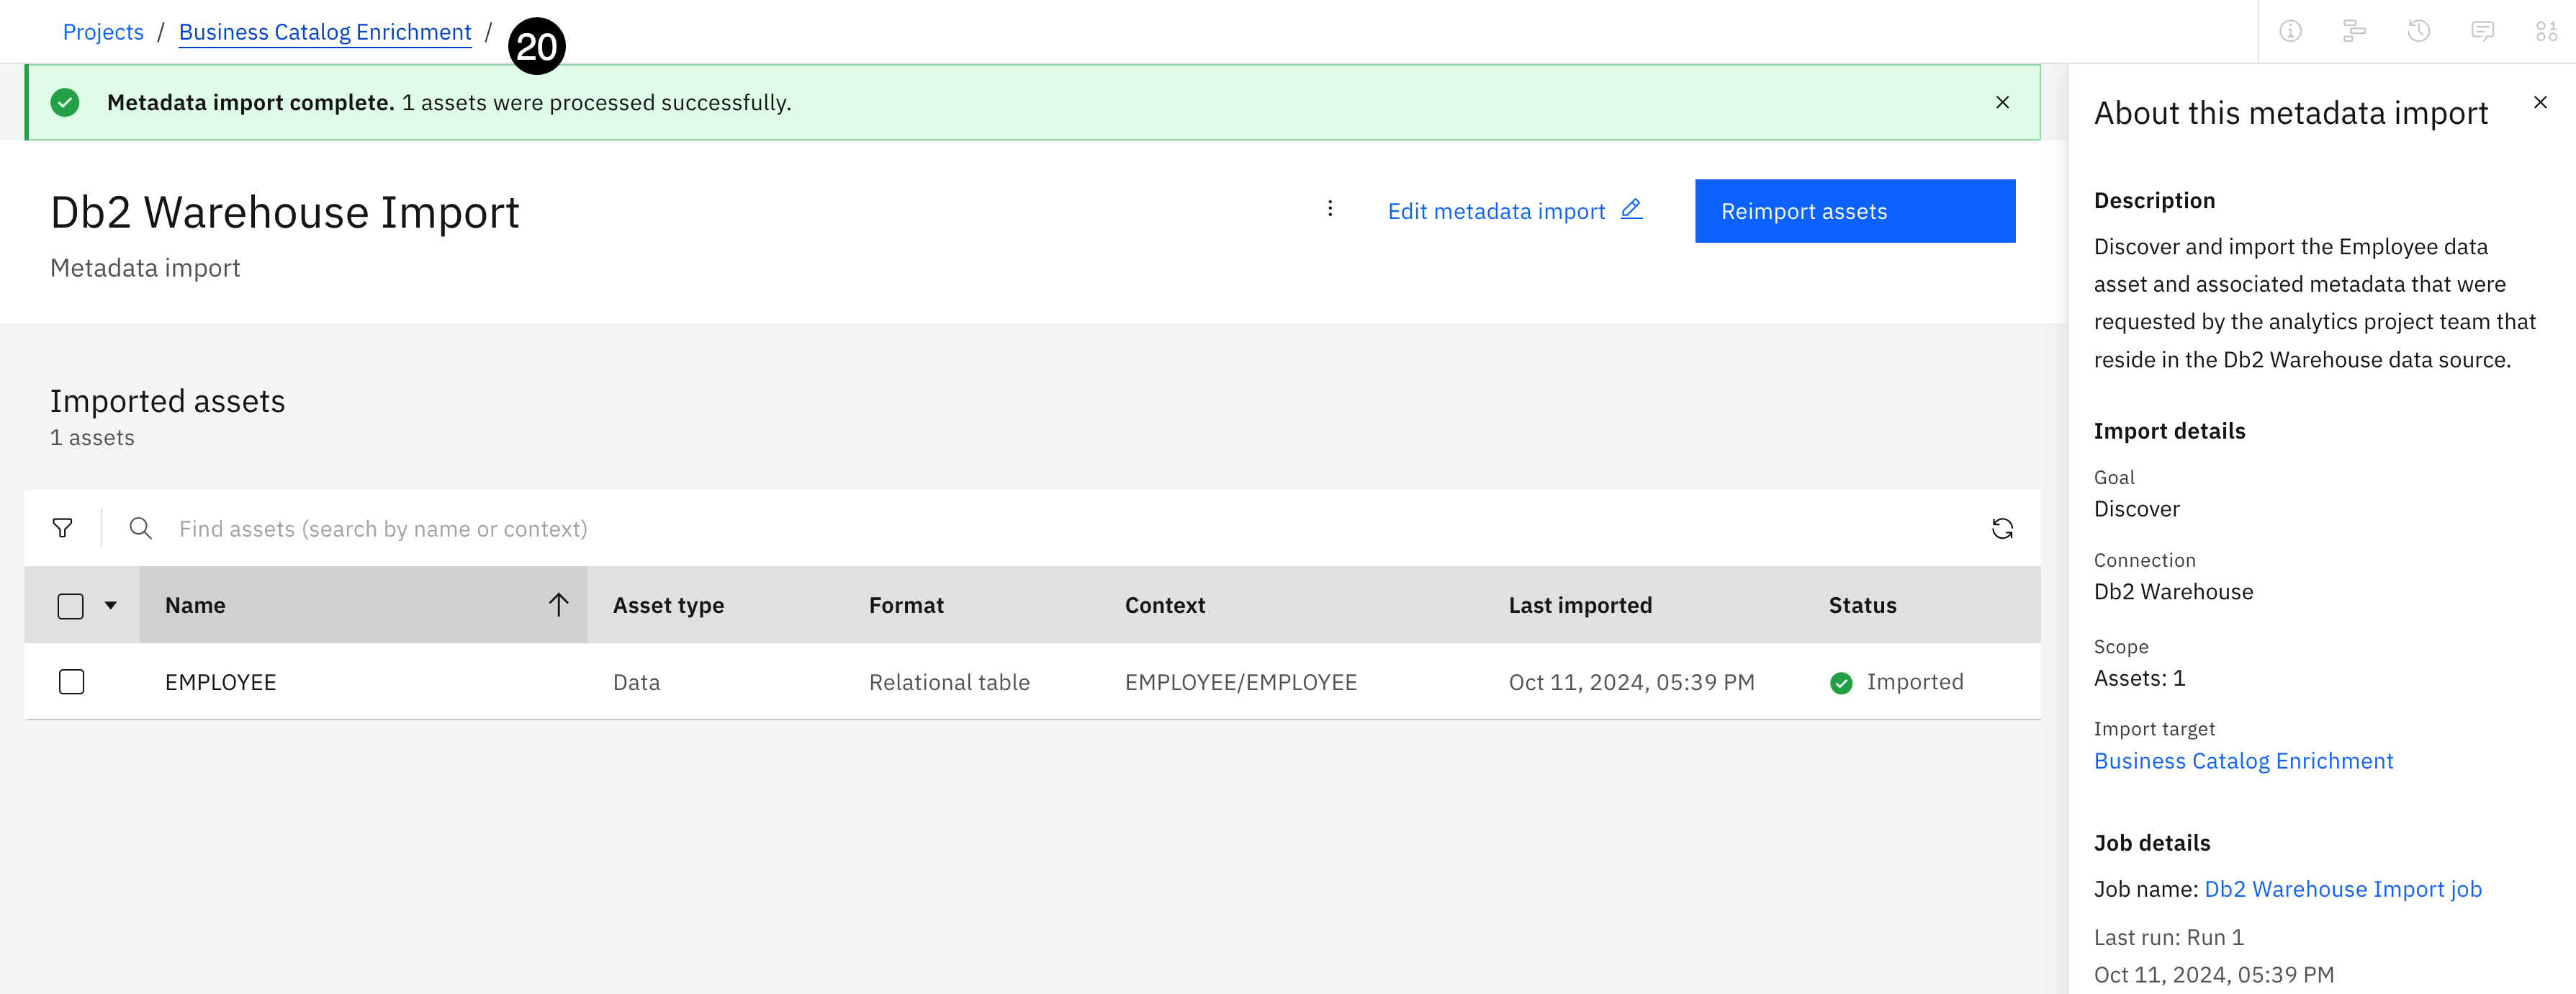 Projects / Business Catalog Enrichment /
20
Metadata import complete. 1 assets were processed successfully.
Db2 Warehouse Import
Metadata import
Edit metadata import
Reimport assets
Imported assets
1 assets
Find assets (search by name or context)
Name Asset type Format Context Last imported Status
EMPLOYEE Data Relational table EMPLOYEE/EMPLOYEE Oct 11, 2024, 05:39 PM Imported
About this metadata import
Description
Discover and import the Employee data
asset and associated metadata that were
requested by the analytics project team that
reside in the Db2 Warehouse data source.
Import details
Goal
Discover
Connection
Db2 Warehouse
Scope
Assets: 1
Import target
Business Catalog Enrichment
Job details
Job name: Db2 Warehouse Import job
Last run: Run 1
Oct 11, 2024, 05:39 PM